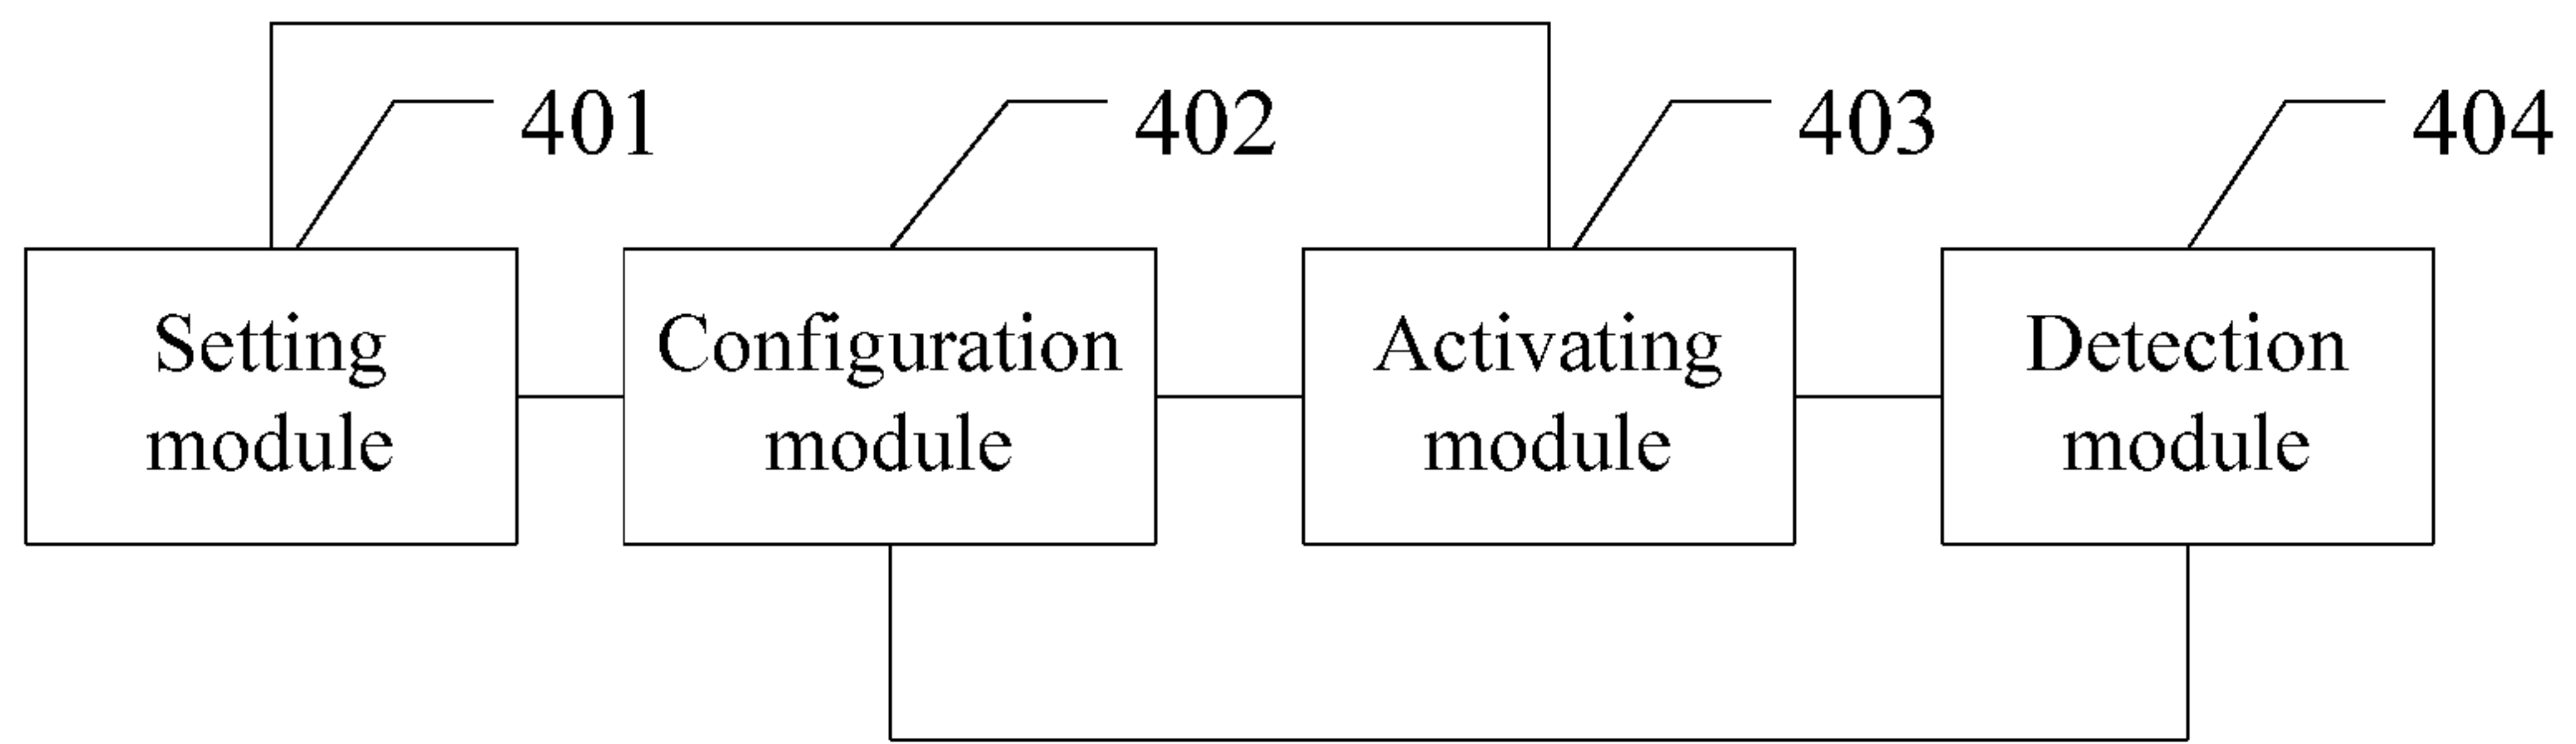 401
402
403
404
Setting
module
Configuration
module
Activating
module
Detection
module